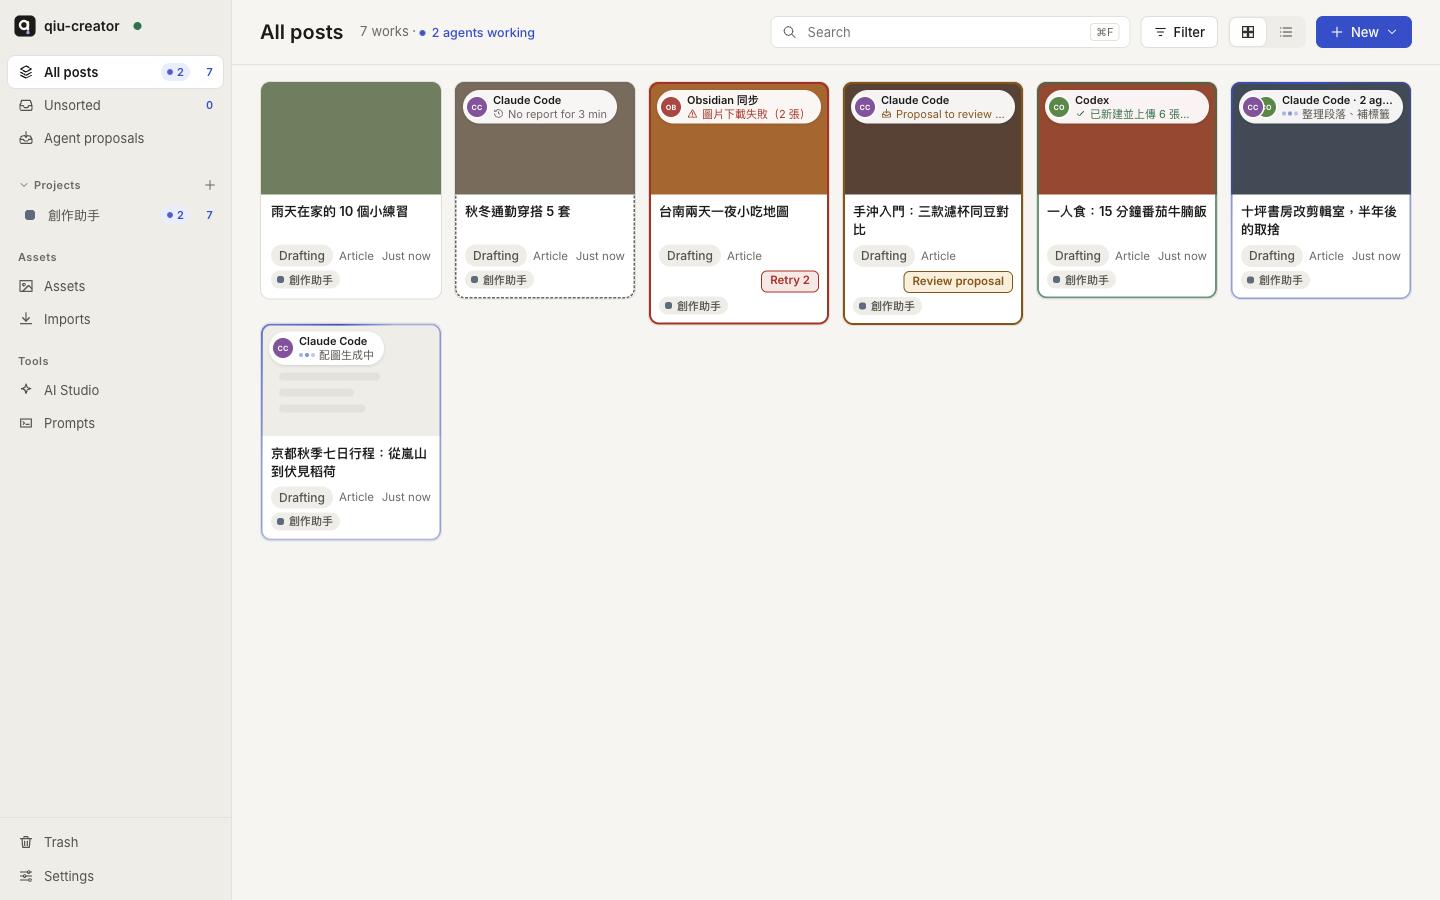 qiu-creator
All posts
2
7
Unsorted
0
Agent proposals
Projects
創作助手
2
7
Assets
Assets
Imports
Tools
AI Studio
Prompts
Trash
Settings
All posts
7 works ·
2 agents working
Search
⌘F
Filter
New
雨天在家的 10 個小練習
Drafting
Article
Just now
創作助手
CC
Claude Code
No report for 3 min
秋冬通勤穿搭 5 套
Drafting
Article
Just now
創作助手
OB
Obsidian 同步
圖片下載失敗（2 張）
台南兩天一夜小吃地圖
Drafting
Article
Retry 2
創作助手
CC
Claude Code
Proposal to review ...
手沖入門：三款濾杯同豆對
比
Drafting
Article
Review proposal
創作助手
CO
Codex
已新建並上傳 6 張...
一人食：15 分鐘番茄牛腩飯
Drafting
Article
Just now
創作助手
CC
Claude Code · 2 ag...
整理段落、補標籤
十坪書房改剪輯室，半年後
的取捨
Drafting
Article
Just now
創作助手
CC
Claude Code
配圖生成中
京都秋季七日行程：從嵐山
到伏見稻荷
Drafting
Article
Just now
創作助手